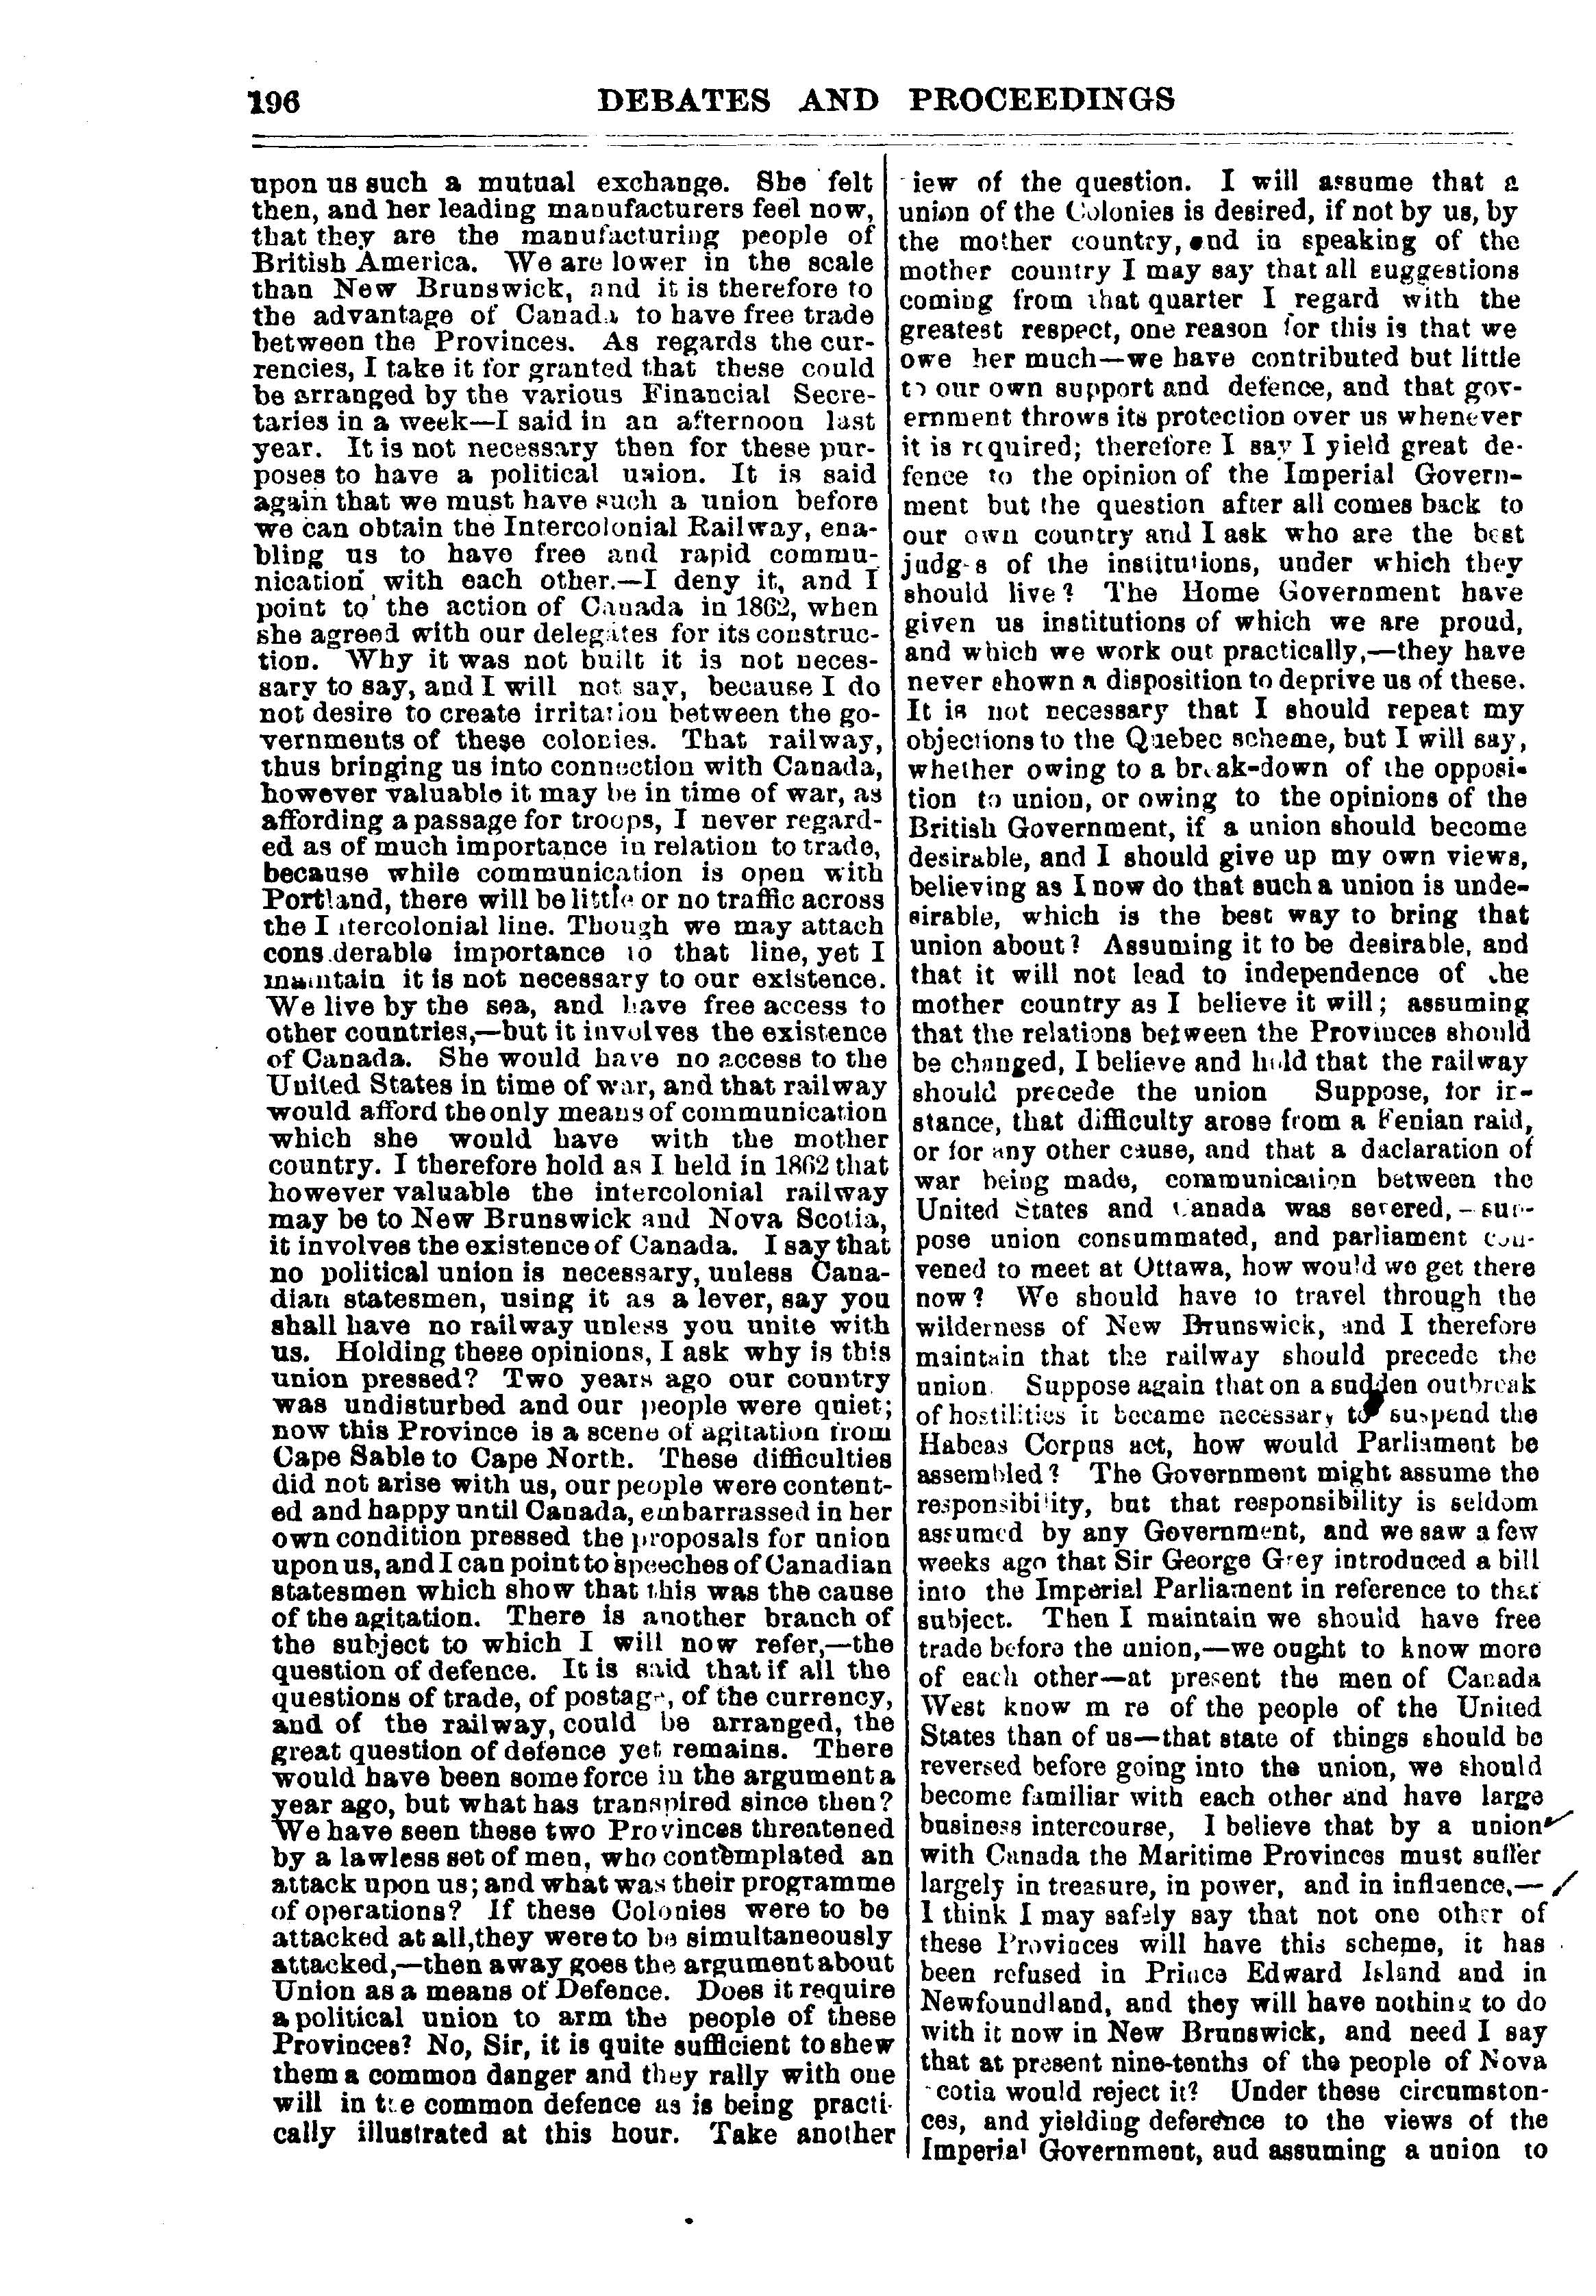 196 DEBATES AND PROCEEDINGS
upon us such a mutual exchange. She felt
then, and her leading manufacturers feel now,
that they are the manufacturing people of
British America. We are lower in the scale
than New Brunswick, and it is therefore to
the advantage of Canada to have free trade
between the Provinces. As regards the cur-
rencies, I take it for granted that these could
be arranged by the various Financial Secre-
taries in a week—I said in an afternoon last
year. It is not necessary then for these pur-
poses to have a political union. It is said
again that we must have such a union before
we can obtain the Intercolonial Railway, ena-
bling us to have free and rapid commu-
nication with each other.—I deny it, and I
point to the action of Canada in 1862, when
she agreed with our delegates for its construc-
tion. Why it was not built it is not neces-
sary to say, and I will not say, because I do
not desire to create irritation between the go-
vernments of these colonies. That railway,
thus bringing us into connection with Canada,
however valuable it may be in time of war, as
affording a passage for troops, I never regard-
ed as of much importance in relation to trade,
because while communication is open with
Portland, there will be little or no traffic across
the I tercolonial line. Though we may attach
cons derable importance to that line, yet I
maintain it is not necessary to our existence.
We live by the sea, and have free access to
other countries,—but it involves the existence
of Canada. She would have no access to the
United States in time of war, and that railway
would afford the only means of communication
which she would have with the mother
country. I therefore hold as I held in 1862 that
however valuable the intercolonial railway
may be to New Brunswick and Nova Scotia,
it involves the existence of Canada. I say that
no political union is necessary, unless Cana-
dian statesmen, using it as a lever, say you
shall have no railway unless you unite with
us. Holding these opinions, I ask why is this
union pressed? Two years ago our country
was undisturbed and our people were quiet;
now this Province is a scene of agitation from
Cape Sable to Cape North. These difficulties
did not arise with us, our people were content-
ed and happy until Canada, embarrassed in her
own condition pressed the proposals for union
upon us, and I can point to speeches of Canadian
statesmen which show that this was the cause
of the agitation. There is another branch of
the subject to which I will now refer,—the
question of defence. It is said that if all the
questions of trade, of postage, of the currency,
and of the railway, could be arranged, the
great question of defence yet remains. There
would have been some force in the argument a
year ago, but what has transpired since then?
We have seen these two Provinces threatened
by a lawless set of men, who contemplated an
attack upon us; and what was their programme
of operations? If these Colonies were to be
attacked at all, they were to be simultaneously
attacked,—then away goes the argument about
Union as a means of Defence. Does it require
a political union to arm the people of these
Provinces? No, Sir, it is quite sufficient to shew
them a common danger and they rally with one
will in the common defence as is being practi-
cally illustrated at this hour. Take another
iew of the question. I will assume that a
union of the Colonies is desired, if not by us, by
the mother country, and in speaking of the
mother country I may say that all suggestions
coming from that quarter I regard with the
greatest respect, one reason for this is that we
owe her much—we have contributed but little
to our own support and defence, and that gov-
ernment throws its protection over us whenever
it is required; therefore I say I yield great de-
fence to the opinion of the Imperial Govern-
ment but the question after all comes back to
our own country and I ask who are the best
judg-s of the institutions, under which they
should live? The Home Government have
given us institutions of which we are proud,
and which we work out practically,—they have
never shown a disposition to deprive us of these.
It is not necessary that I should repeat my
objections to the Quebec scheme, but I will say,
whether owing to a break-down of the opposi-
tion to union, or owing to the opinions of the
British Government, if a union should become
desirable, and I should give up my own views,
believing as I now do that such a union is unde-
sirable, which is the best way to bring that
union about? Assuming it to be desirable, and
that it will not lead to independence of the
mother country as I believe it will; assuming
that the relations between the Provinces should
be changed, I believe and hold that the railway
should precede the union Suppose, for ir-
stance, that difficulty arose from a Fenian raid,
or for any other cause, and that a daclaration of
war being made, communication between the
United States and Canada was severed,—sup-
pose union consummated, and parliament con-
vened to meet at Ottawa, how would we get there
now? We should have to travel through the
wilderness of New Brunswick, and I therefore
maintain that the railway should precede the
union. Suppose again that on a sudden outbreak
of hostilities it became necessary to suspend the
Habeas Corpus act, how would Parliament be
assembled? The Government might assume the
responsibility, but that responsibility is seldom
assumed by any Government, and we saw a few
weeks ago that Sir George Grey introduced a bill
into the Imperial Parliament in reference to that
subject. Then I maintain we should have free
trade before the union,—we ought to know more
of each other—at present the men of Canada
West know m re of the people of the United
States than of us—that state of things should be
reversed before going into the union, we should
become familiar with each other and have large
business intercourse, I believe that by a union
with Canada the Maritime Provinces must suffer
largely in treasure, in power, and in influence,—
I think I may safely say that not one other of
these Provinces will have this scheme, it has
been refused in Prince Edward Island and in
Newfoundland, and they will have nothing to do
with it now in New Brunswick, and need I say
that at present nine-tenths of the people of Nova
cotia would reject it? Under these circumston-
ces, and yielding deference to the views of the
Imperial Government, aud assuming a union to